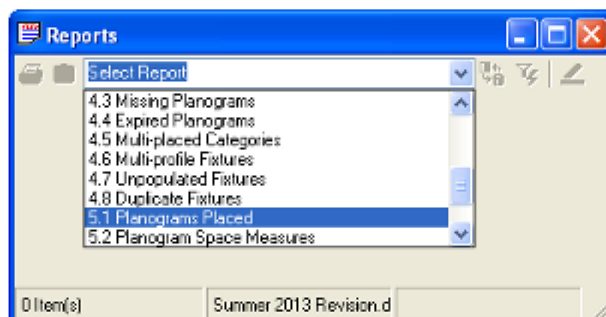 Reports
Select Report
4.3 Missing Planograms
4.4 Expired Planograms
4.5 Multi-placed Categories
4.6 Multi-profile Fixtures
4.7 Unpopulated Fixtures
4.8 Duplicate Fixtures
5.1 Planograms Placed
5.2 Planogram Space Measures
0 Item(s)
Summer 2013 Revision.d